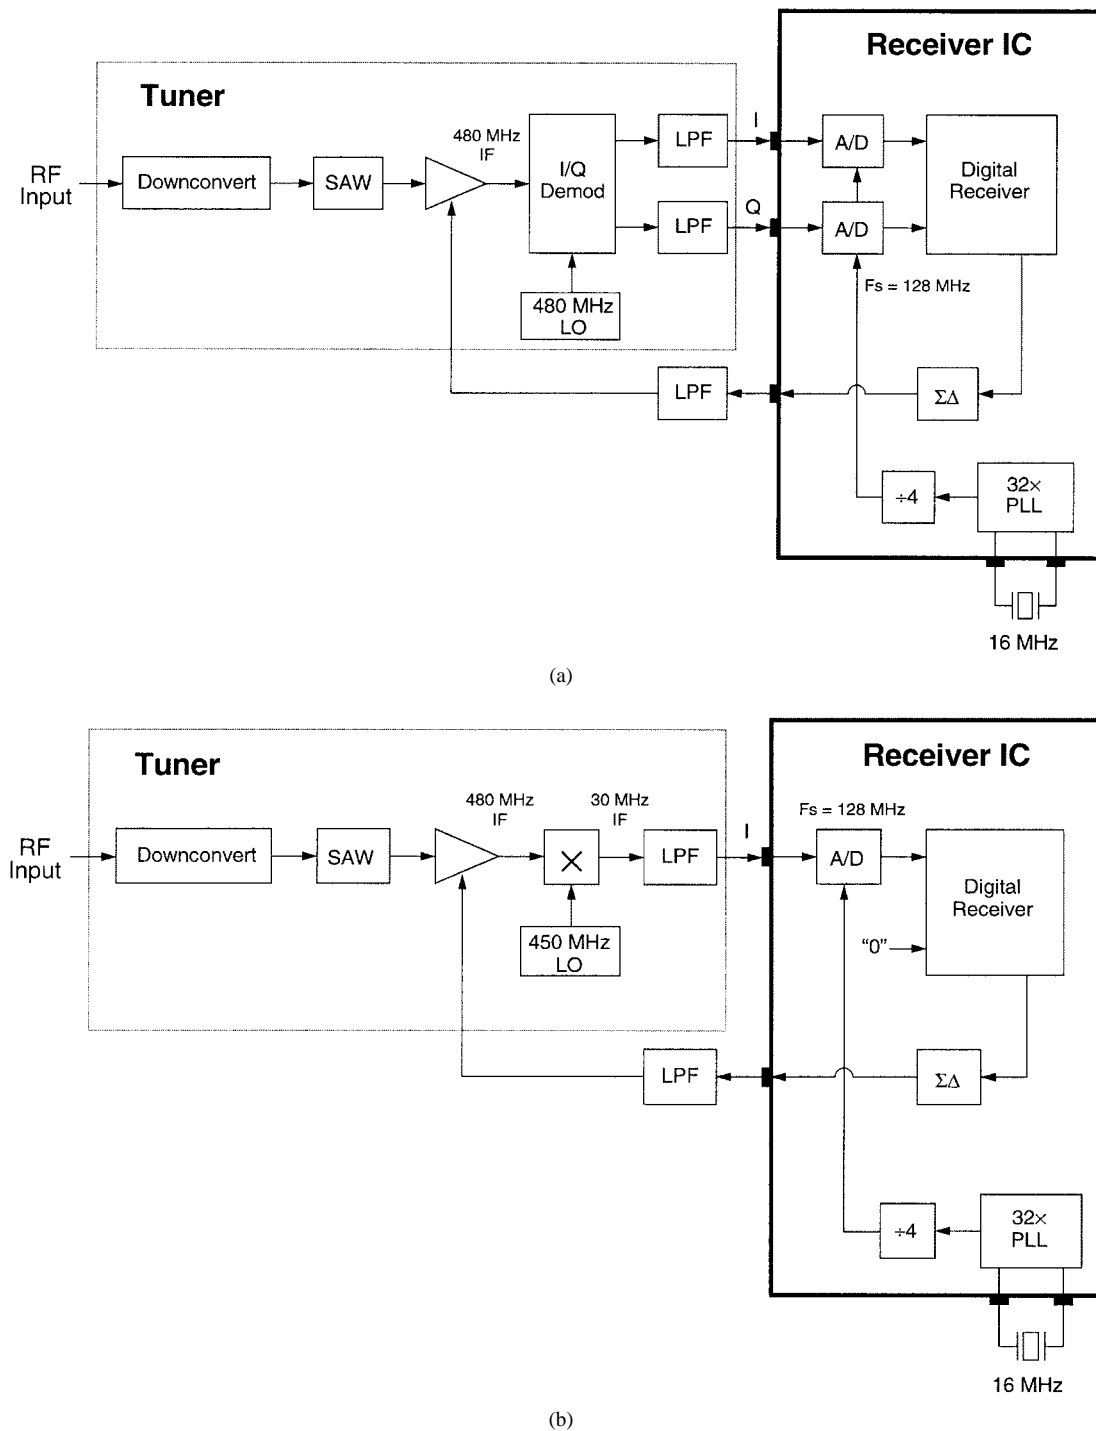 Receiver IC
Tuner
480 MHz
IF
RF
Input
Downconvert
SAW
I/Q
Demod
LPF
LPF
I
Q
A/D
A/D
Digital
Receiver
Fs = 128 MHz
480 MHz
LO
LPF
ΣΔ
÷4
32×
PLL
16 MHz
(a)
Receiver IC
Tuner
480 MHz
IF
30 MHz
IF
Fs = 128 MHz
RF
Input
Downconvert
SAW
×
LPF
I
A/D
Digital
Receiver
"0"
450 MHz
LO
LPF
ΣΔ
÷4
32×
PLL
16 MHz
(b)